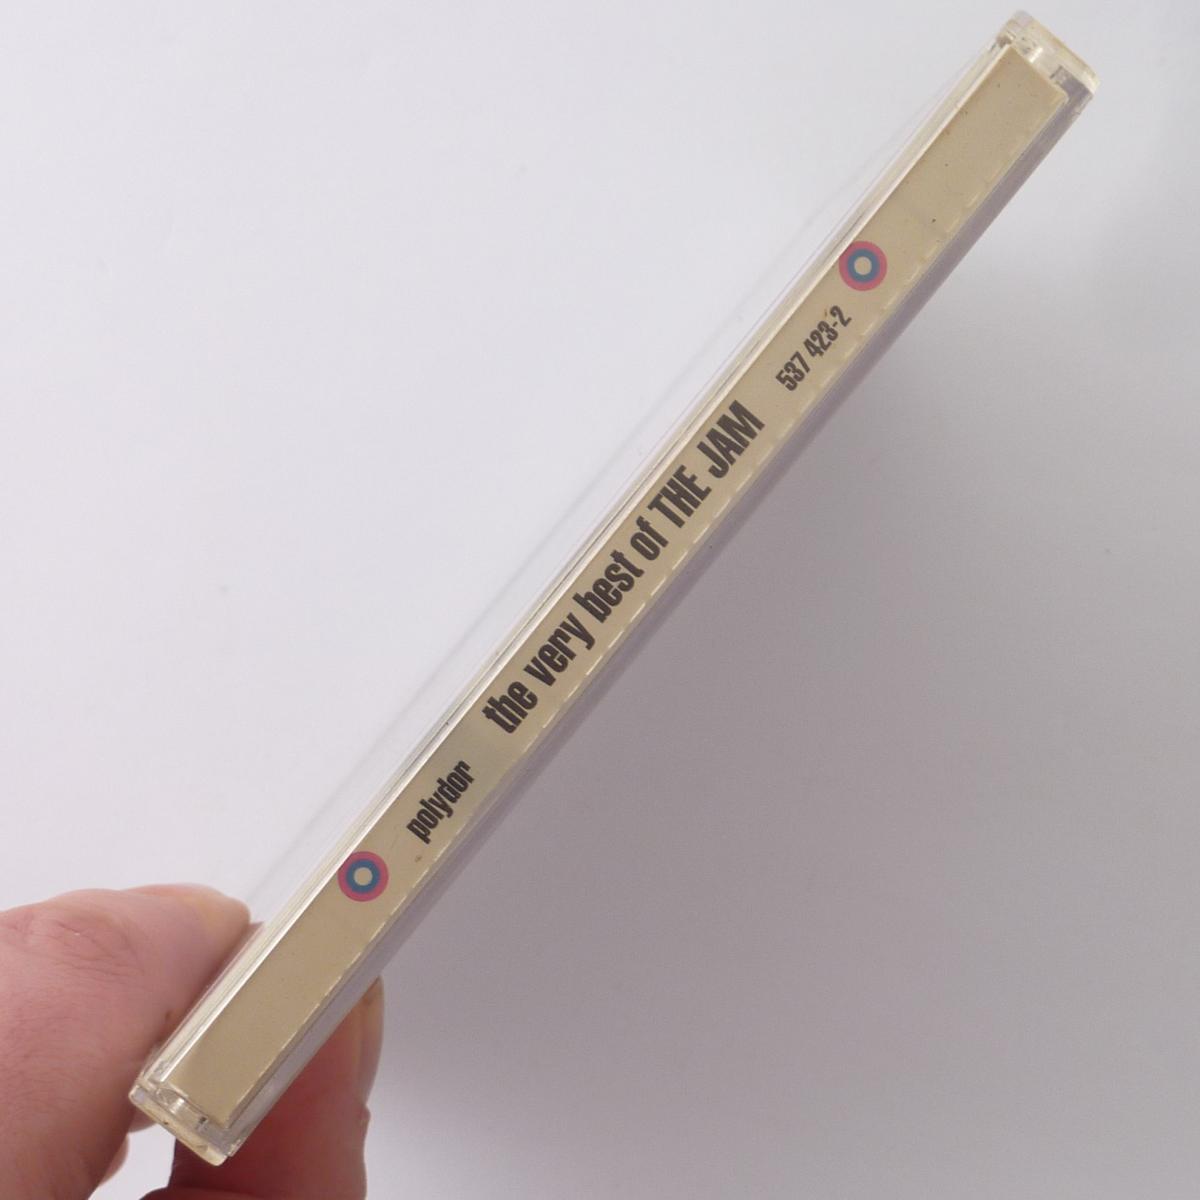 polydor
the very best of THE JAM
537 423-2